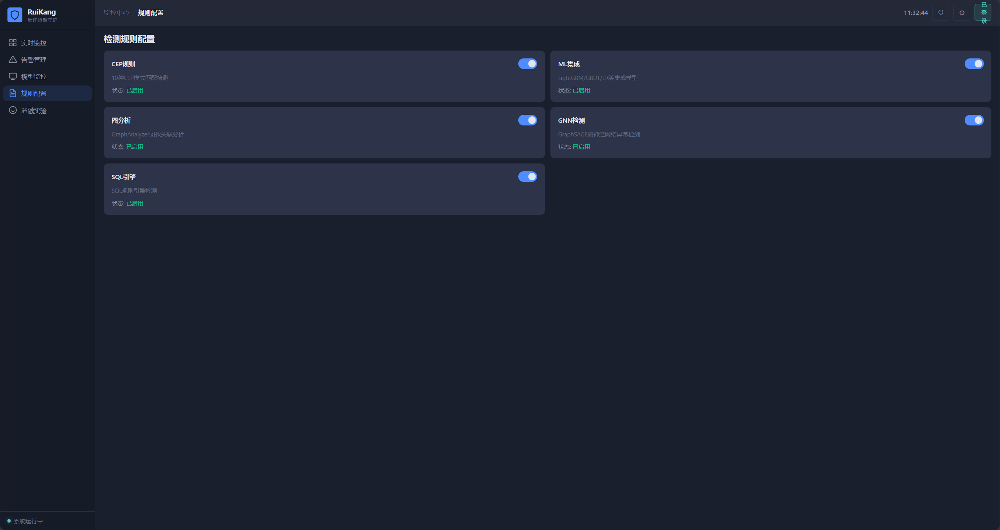 RuiKang
反诈智能守护
实时监控
告警管理
模型监控
规则配置
消融实验
系统运行中
监控中心 / 规则配置
11:32:44
已登录
检测规则配置
CEP规则
10种CEP模式匹配检测
状态: 已启用
ML集成
LightGBM/GBDT/LR等集成模型
状态: 已启用
图分析
GraphAnalyzer团伙关联分析
状态: 已启用
GNN检测
GraphSAGE图神经网络异常检测
状态: 已启用
SQL引擎
SQL规则引擎检测
状态: 已启用